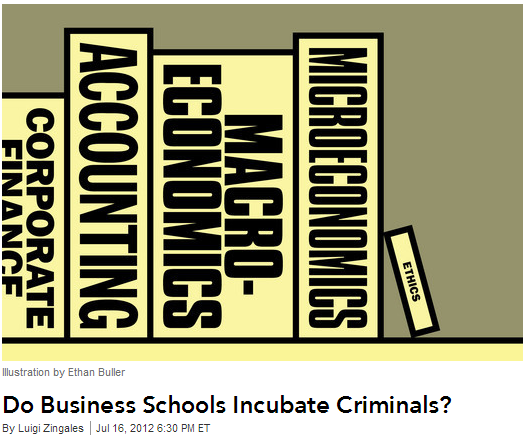 CORPORATE
FINANCE
ACCOUNTING
MACRO-
ECONOMICS
MICROECONOMICS
ETHICS
Illustration by Ethan Buller
Do Business Schools Incubate Criminals?
By Luigi Zingales | Jul 16, 2012 6:30 PM ET